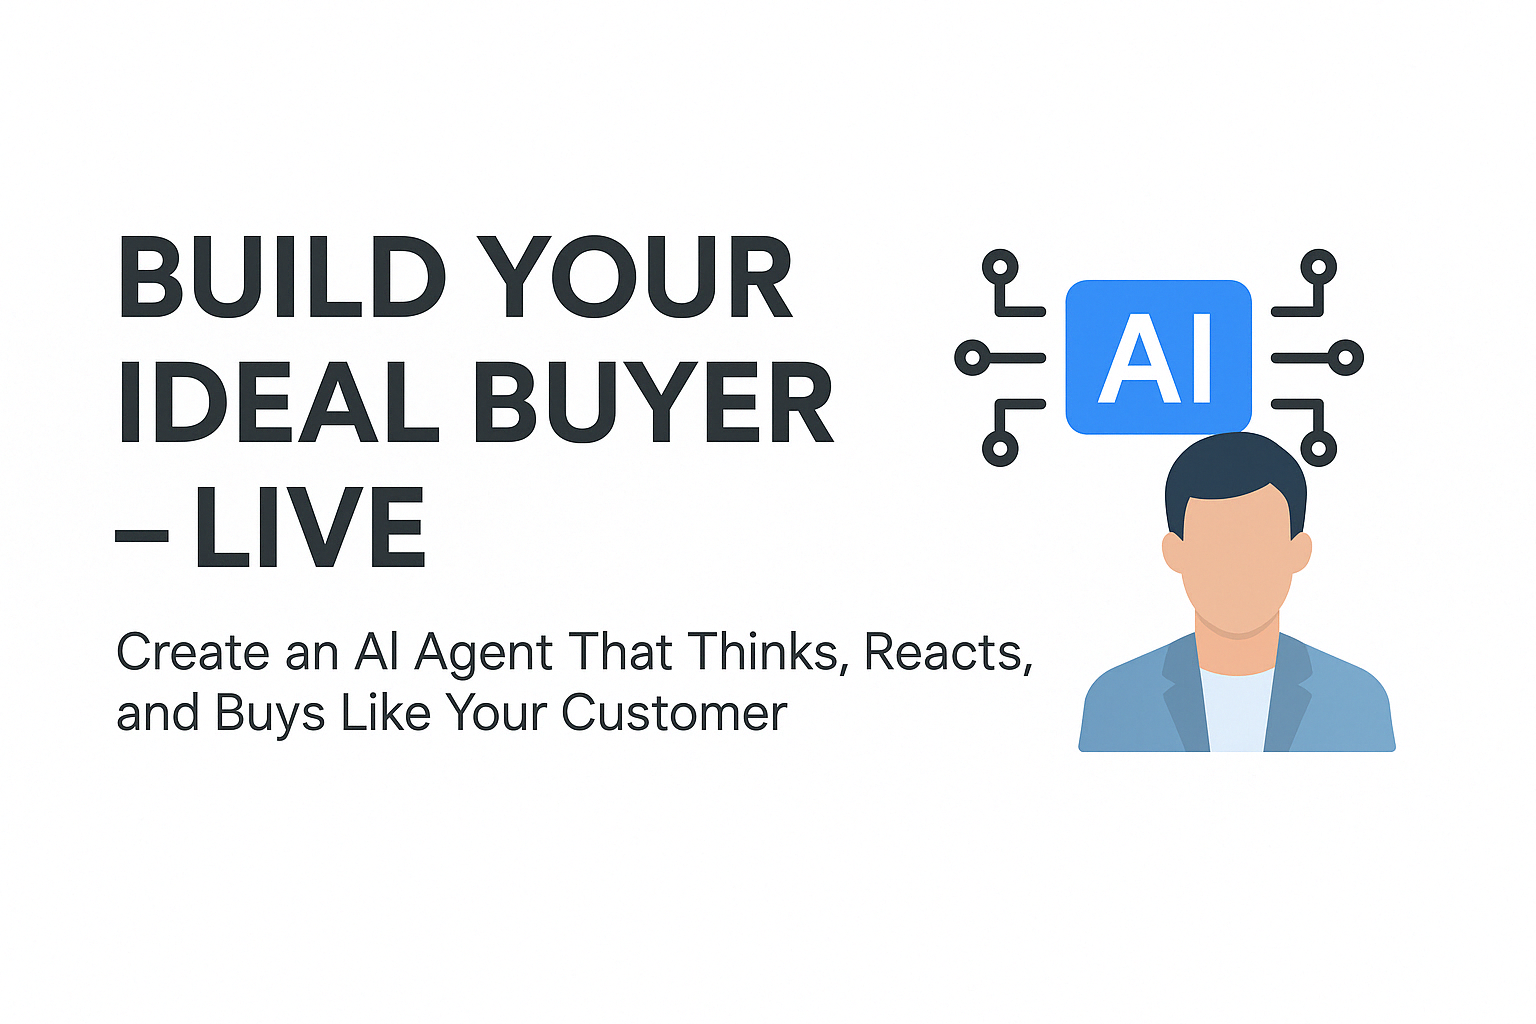 BUILD YOUR
IDEAL BUYER
– LIVE
Create an AI Agent That Thinks, Reacts,
and Buys Like Your Customer
AI